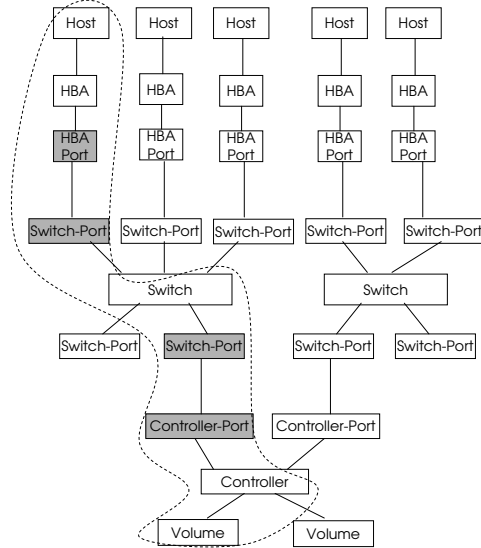 Host Host Host Host Host
HBA HBA HBA HBA HBA
HBA HBA HBA HBA HBA
Port Port Port Port Port
Switch-Port Switch-Port Switch-Port Switch-Port Switch-Port
Switch Switch
Switch-Port Switch-Port Switch-Port Switch-Port
Controller-Port Controller-Port
Controller
Volume Volume